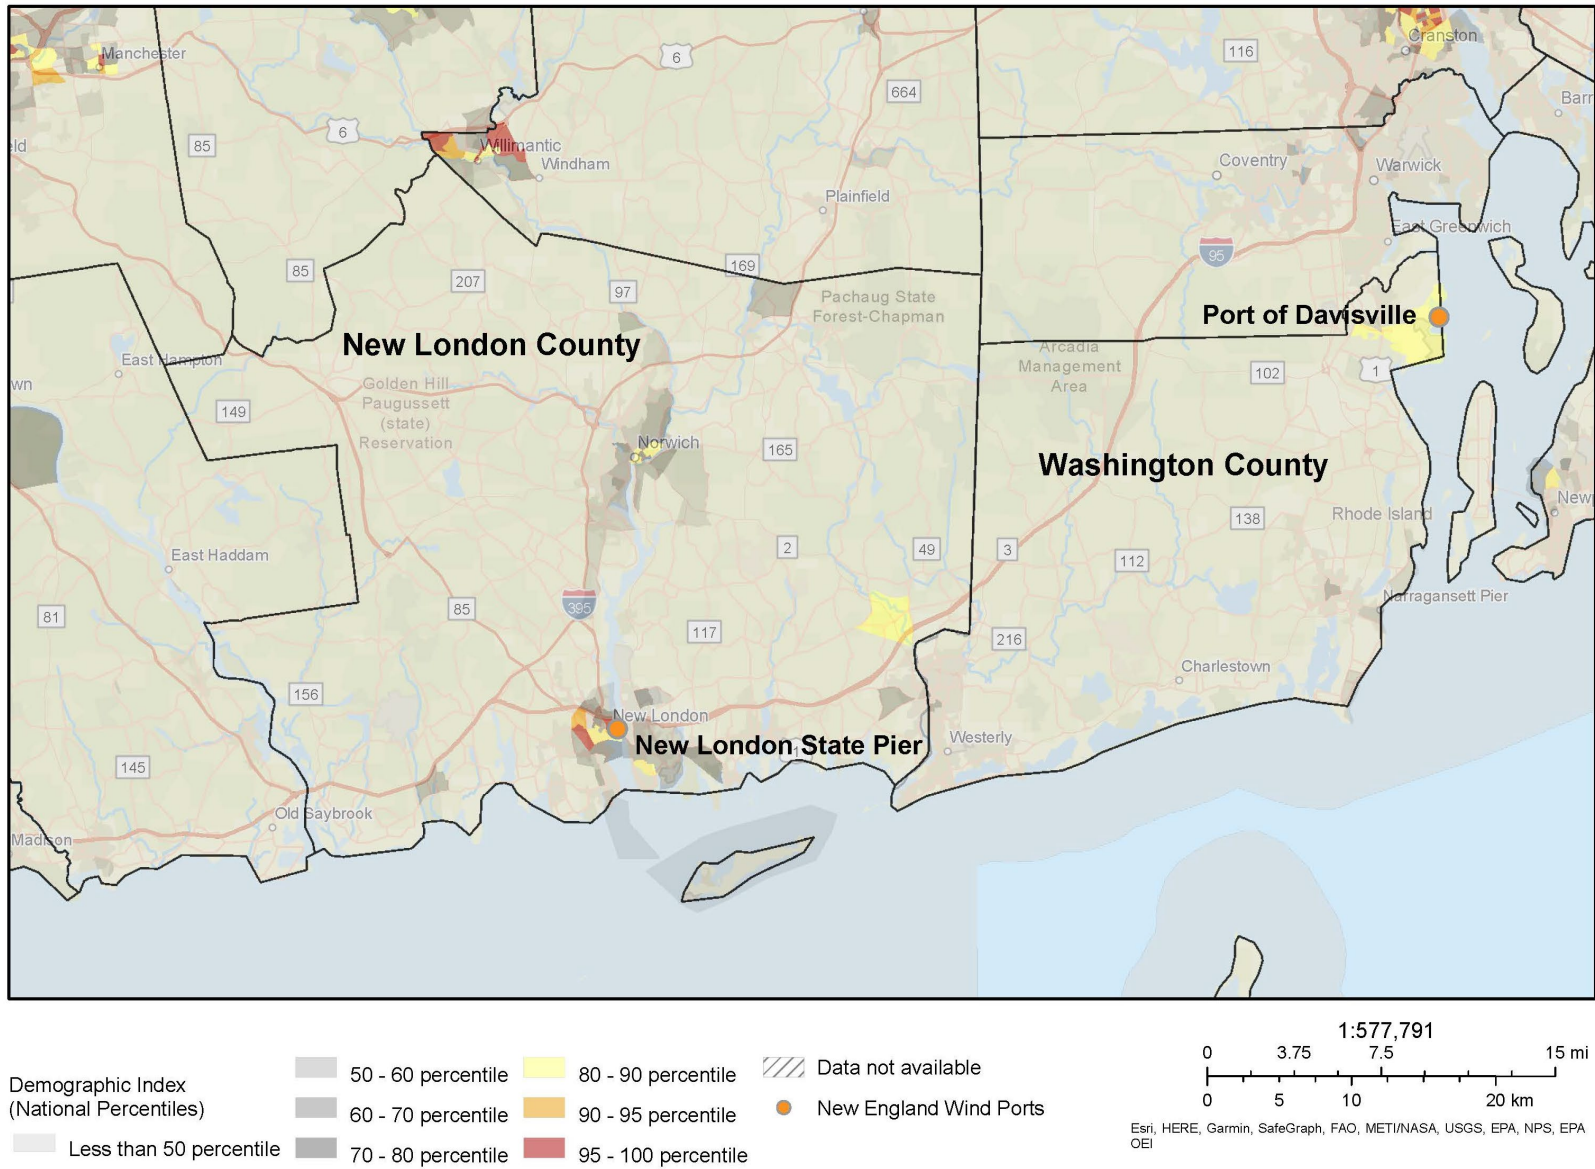 Manchester
6
116
Cranston
664
Barr
eld
85
6
Willimantic
Windham
Coventry
Warwick
Plainfield
East Greenwich
95
85
207
97
169
Pachaug State
Forest-Chapman
Port of Davisville
New London County
Arcadia
Management
Area
102
1
East Hampton
wn
Golden Hill
Paugussett
(state)
Reservation
149
Norwich
165
Washington County
Newp
138
Rhode Island
2
49
3
112
East Haddam
81
85
395
117
216
Narragansett Pier
Charlestown
156
New London
New London State Pier
1
Westerly
145
Old Saybrook
Madison
Demographic Index
(National Percentiles)
Less than 50 percentile
50 - 60 percentile
60 - 70 percentile
70 - 80 percentile
80 - 90 percentile
90 - 95 percentile
95 - 100 percentile
Data not available
New England Wind Ports
1:577,791
0 3.75 7.5 15 mi
0 5 10 20 km
Esri, HERE, Garmin, SafeGraph, FAO, METI/NASA, USGS, EPA, NPS, EPA
OEI